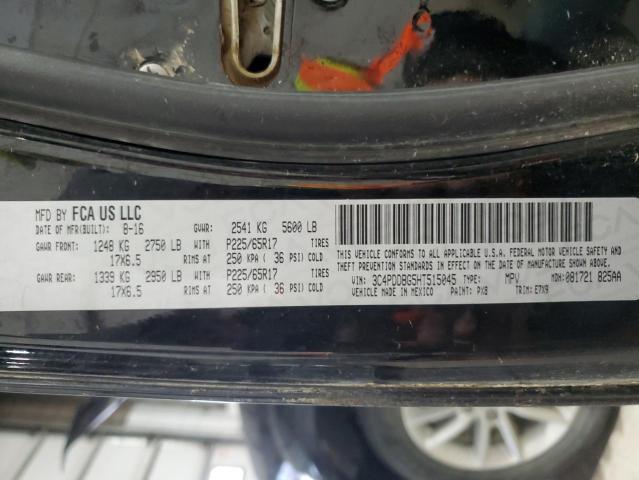 MFD BY FCA US LLC
DATE OF MFR(BUILT): 8-16 GVWR: 2541 KG 5600 LB
GAWR FRONT: 1248 KG 2750 LB WITH P225/65R17 TIRES
17X6.5 RIMS AT 250 KPA ( 36 PSI) COLD
GAWR REAR: 1339 KG 2950 LB WITH P225/65R17 TIRES
17X6.5 RIMS AT 250 KPA ( 36 PSI) COLD
THIS VEHICLE CONFORMS TO ALL APPLICABLE U.S.A. FEDERAL MOTOR VEHICLE SAFETY AND
THEFT PREVENTION STANDARDS IN EFFECT ON THE DATE OF MANUFACTURE SHOWN ABOVE.
VIN: 3C4PDDBG5HT515045 TYPE: MPV MDH: 081721 825AA
VEHICLE MADE IN MEXICO PAINT: PX8 TRIM: E7X9